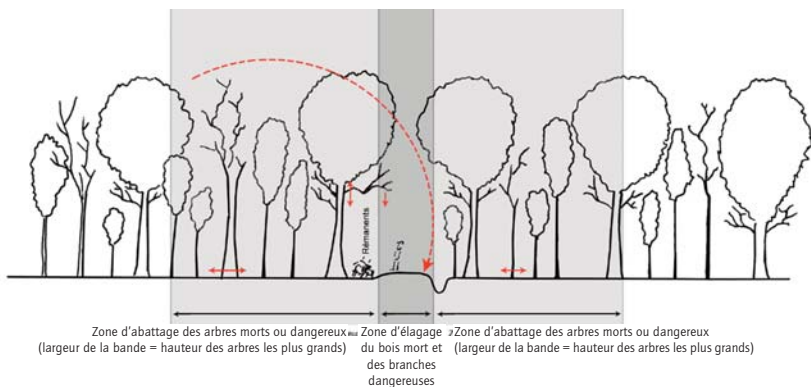 Rémanents
Zone d'abattage des arbres morts ou dangereux
(largeur de la bande = hauteur des arbres les plus grands)
Zone d'élagage
du bois mort et
des branches
dangereuses
Zone d'abattage des arbres morts ou dangereux
(largeur de la bande = hauteur des arbres les plus grands)